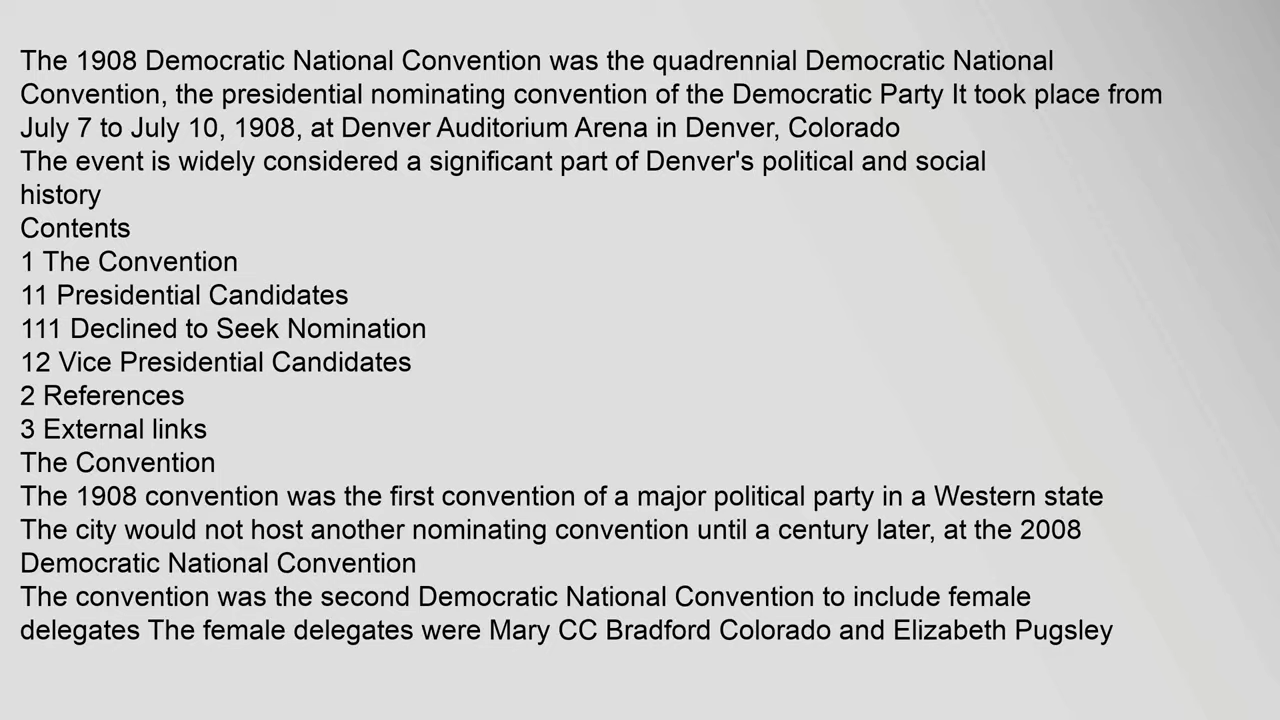 The 1908 Democratic National Convention was the quadrennial Democratic National
Convention, the presidential nominating convention of the Democratic Party It took place from
July 7 to July 10, 1908, at Denver Auditorium Arena in Denver, Colorado
The event is widely considered a significant part of Denver's political and social
history
Contents
1 The Convention
11 Presidential Candidates
111 Declined to Seek Nomination
12 Vice Presidential Candidates
2 References
3 External links
The Convention
The 1908 convention was the first convention of a major political party in a Western state
The city would not host another nominating convention until a century later, at the 2008
Democratic National Convention
The convention was the second Democratic National Convention to include female
delegates The female delegates were Mary CC Bradford Colorado and Elizabeth Pugsley